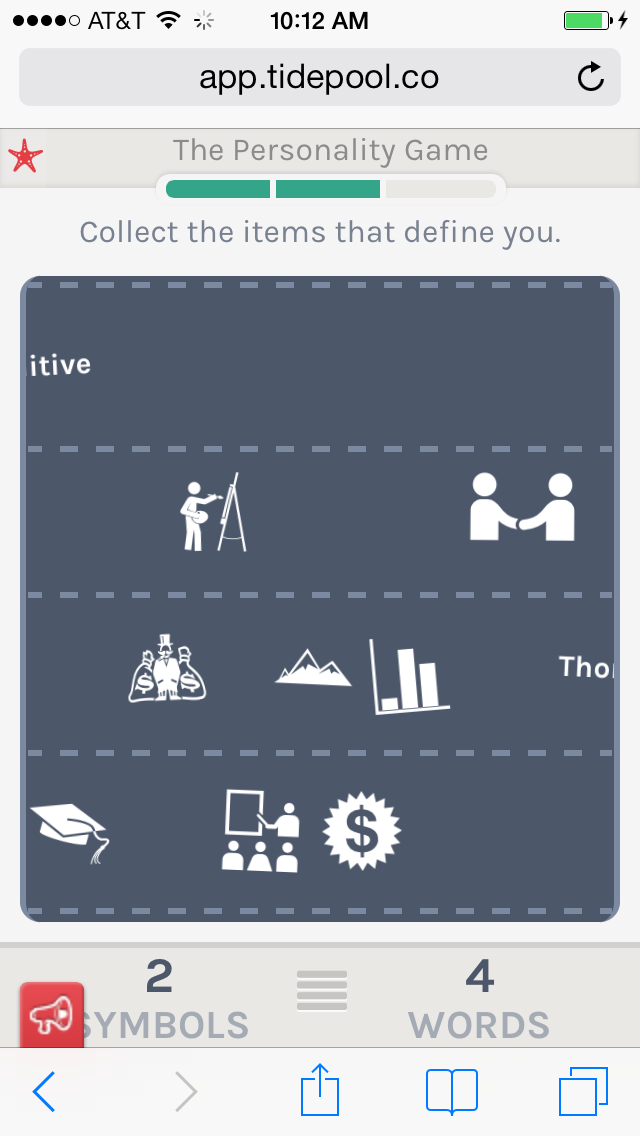 AT&T 10:12 AM
app.tidepool.co
The Personality Game
Collect the items that define you.
itive
$ $
Tho
$
2 4
SYMBOLS WORDS